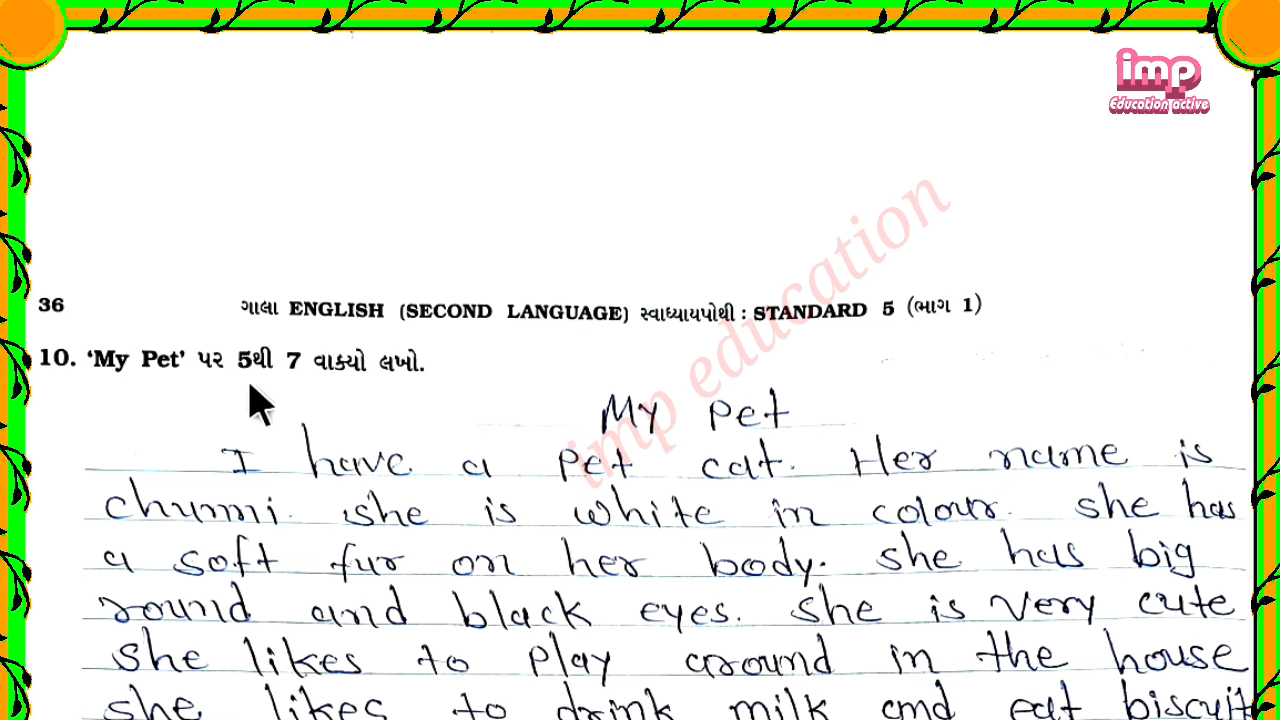 imp
Education active
imp education
36 ગાલા ENGLISH (SECOND LANGUAGE) સ્વાધ્યાયપોથી : STANDARD 5 (ભાગ 1)
10. ‘My Pet’ પર 5થી 7 વાક્યો લખો.
My Pet
I have a pet cat. Her name is
chunni. she is white in colour. she has
a soft fur on her body. she has big
round and black eyes. She is very cute
she likes to play around in the house
she likes to drink milk and eat biscuit